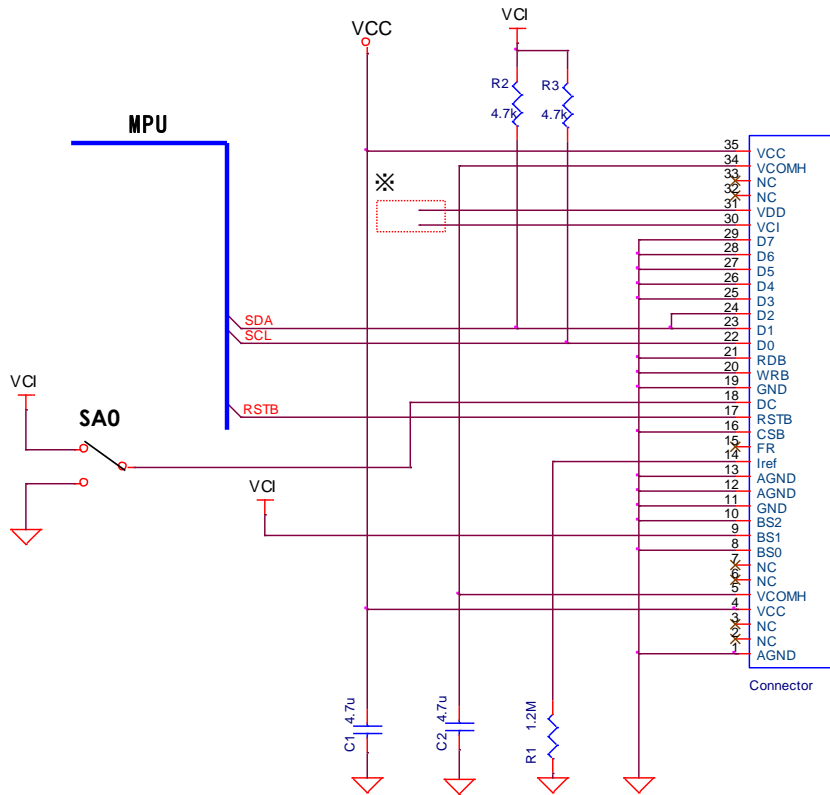 VCC
VCI
R2
4.7k
R3
4.7k
MPU
※
SDA
SCL
RSTB
VCI
SA0
VCI
35 VCC
34 VCOMH
33 NC
32 NC
31 VDD
30 VCI
29 D7
28 D6
27 D5
26 D4
25 D3
24 D2
23 D1
22 D0
21 RDB
20 WRB
19 GND
18 DC
17 RSTB
16 CSB
15 FR
14 Iref
13 AGND
12 AGND
11 GND
10 BS2
9 BS1
8 BS0
7 NC
6 NC
5 VCOMH
4 VCC
3 NC
2 NC
1 AGND
Connector
C1 4.7u
C2 4.7u
R1 1.2M